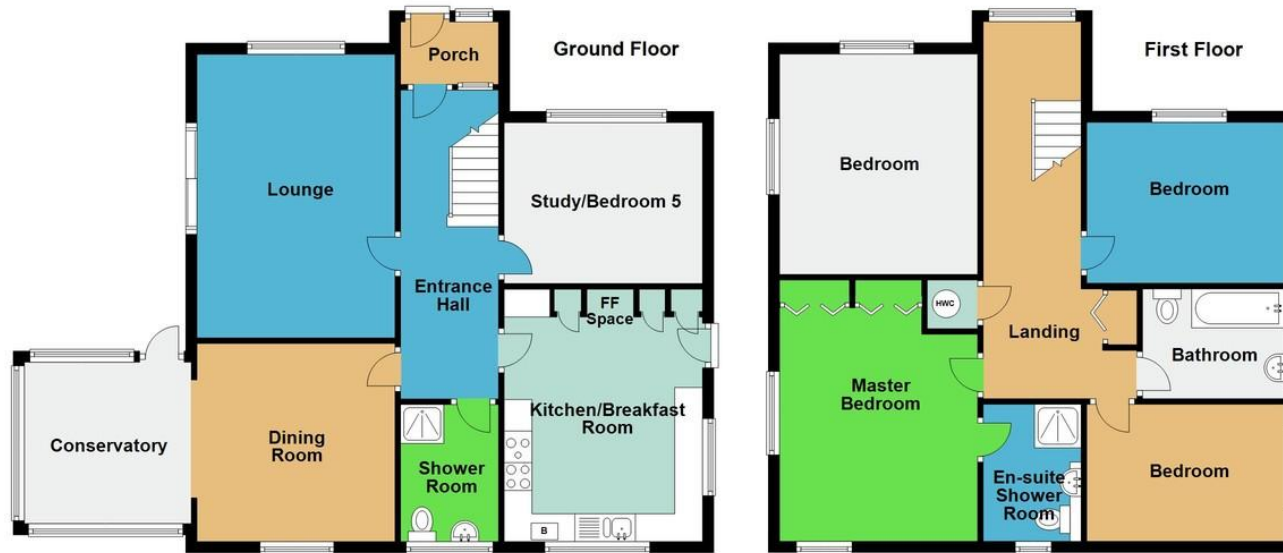 Ground Floor
Porch
Lounge
Study/Bedroom 5
Entrance
Hall
FF
Space
Kitchen/Breakfast
Room
Conservatory
Dining
Room
Shower
Room
B
First Floor
Bedroom
Bedroom
HWC
Landing
Bathroom
Master
Bedroom
En-suite
Shower
Room
Bedroom